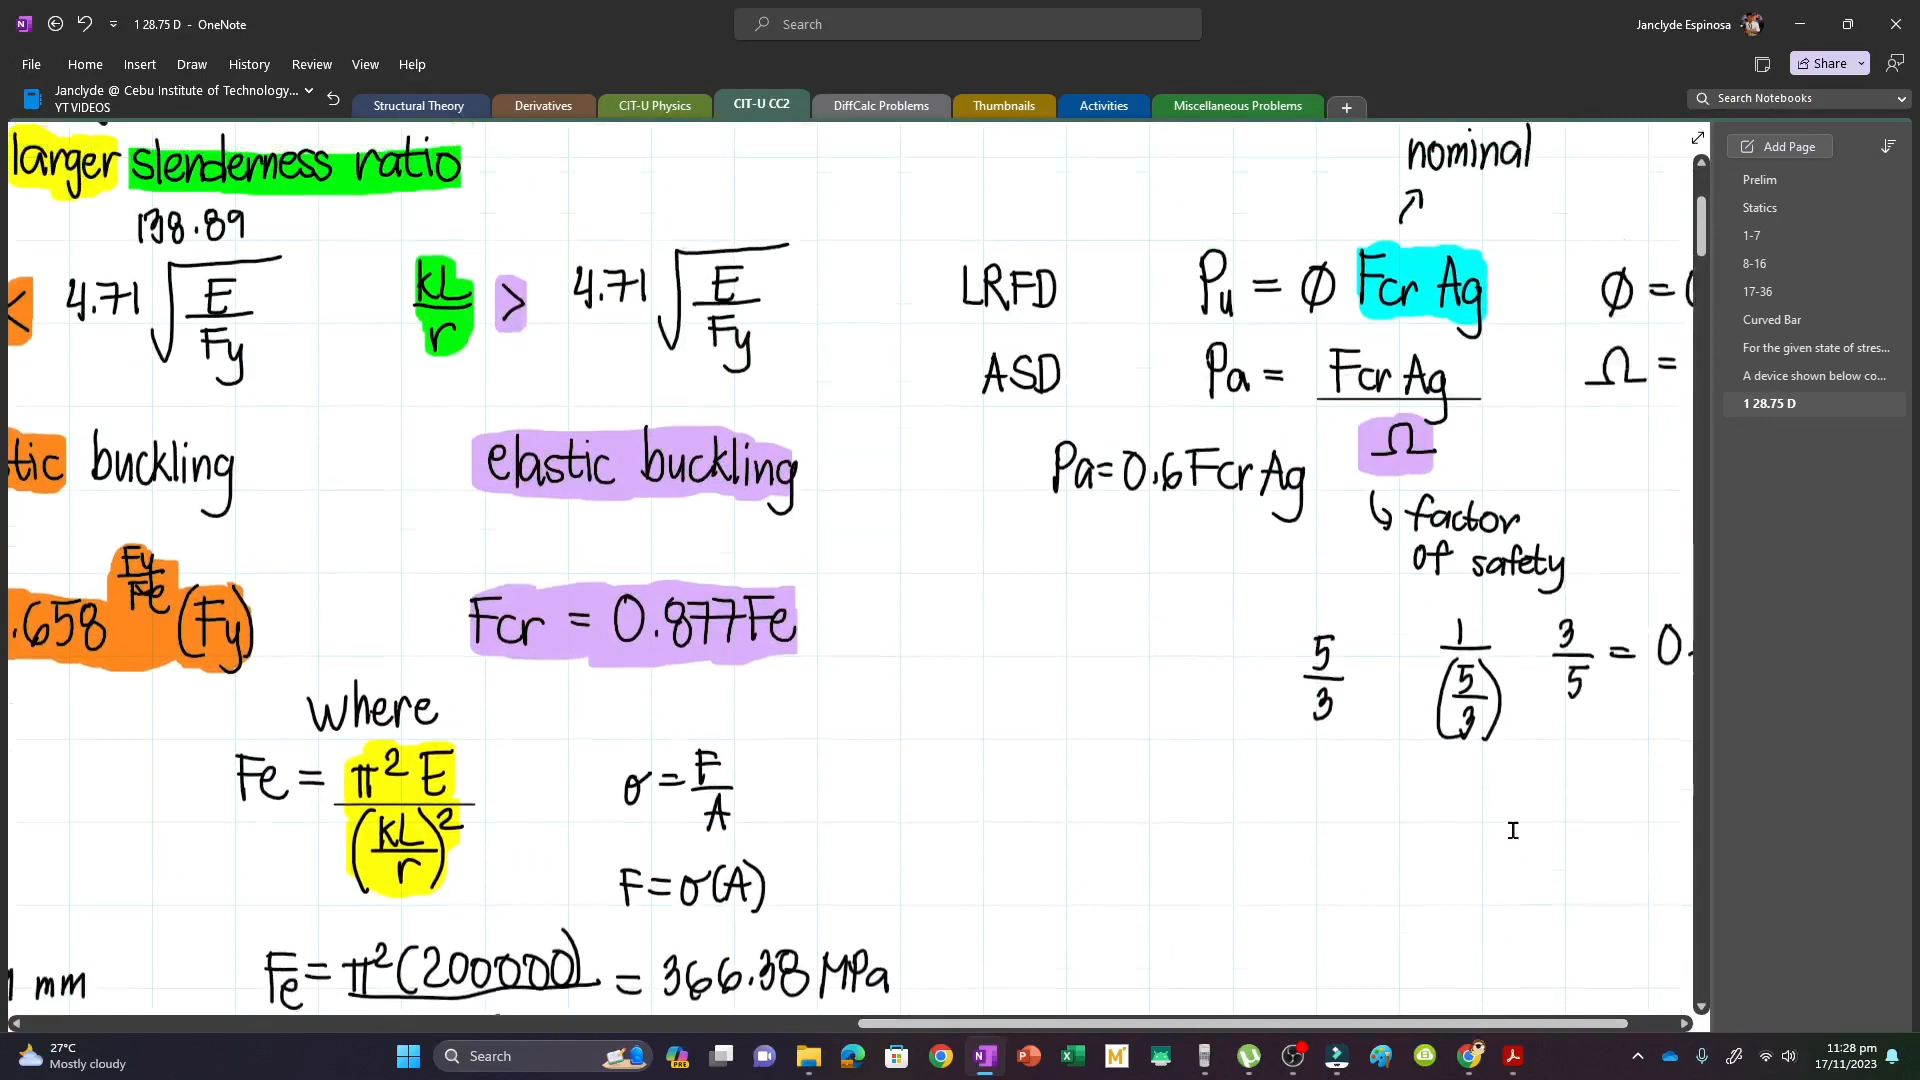 1 28.75 D - OneNote
Search
Janclyde Espinosa
File Home Insert Draw History Review View Help
Share
Janclyde @ Cebu Institute of Technology...
YT VIDEOS
Structural Theory Derivatives CIT-U Physics CIT-U CC2 DiffCalc Problems Thumbnails Activities Miscellaneous Problems +
Search Notebooks
Add Page
Prelim
Statics
1-7
8-16
17-36
Curved Bar
For the given state of stres...
A device shown below co...
1 28.75 D
larger slenderness ratio
138.89
< 4.71 √(E/Fy)
kL/r > 4.71 √(E/Fy)
tic buckling
elastic buckling
.658^(Fy/Fe) (Fy)
Fcr = 0.877Fe
where
Fe = π² E / (kL/r)²
σ = F/A
F = σ(A)
Fe = π²(200000) = 366.38 MPa
mm
nominal
LRFD Pu = Ø Fcr Ag Ø =
ASD Pa = Fcr Ag / Ω Ω =
Pa = 0.6 Fcr Ag
↳ factor
of safety
5/3 1/(5/3) 3/5 = 0.
27°C
Mostly cloudy
Search
PRE
11:28 pm
17/11/2023